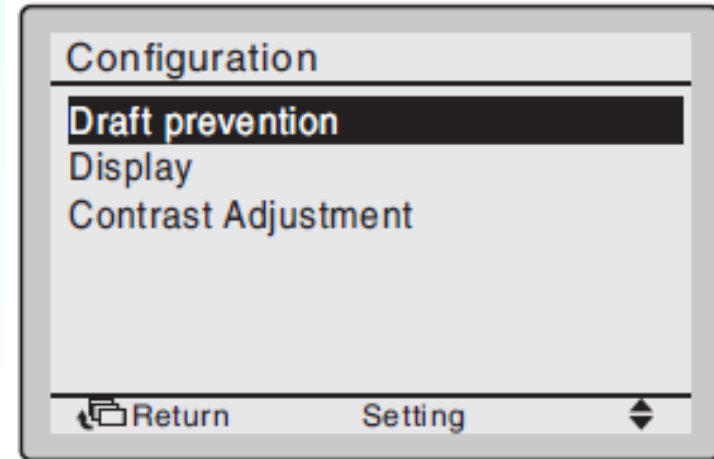 Configuration
Draft prevention
Display
Contrast Adjustment
Return Setting